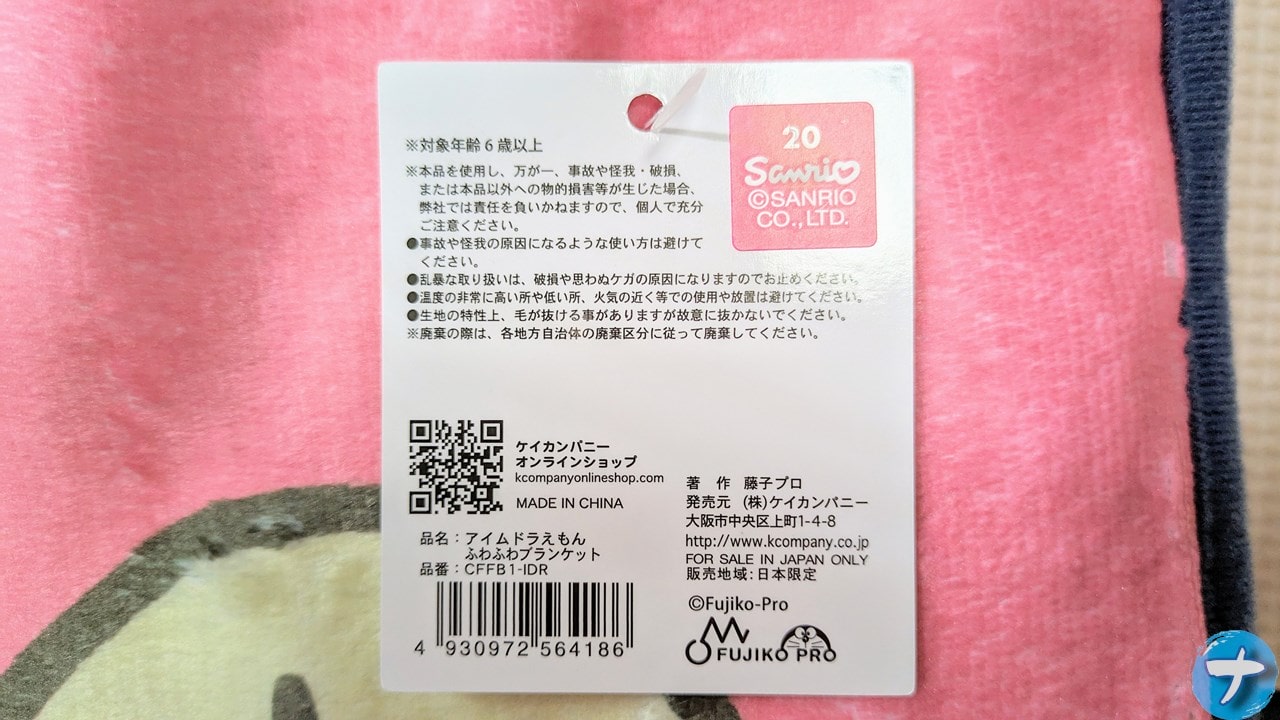 ※対象年齢6歳以上
※本品を使用し、万が一、事故や怪我・破損、
または本品以外への物的損害等が生じた場合、
弊社では責任を負いかねますので、個人で充分
ご注意ください。
●事故や怪我の原因になるような使い方は避けて
ください。
●乱暴な取り扱いは、破損や思わぬケガの原因になりますのでお止めください。
●温度の非常に高い所や低い所、火気の近く等での使用や放置は避けてください。
●生地の特性上、毛が抜ける事がありますが故意に抜かないでください。
※廃棄の際は、各地方自治体の廃棄区分に従って廃棄してください。
20
Sanrio
©SANRIO
CO.,LTD.
ケイカンパニー
オンラインショップ
kcompanyonlineshop.com
MADE IN CHINA
品名：アイムドラえもん
ふわふわブランケット
品番：CFFB1-IDR
4 930972 564186
著 作 藤子プロ
発売元 (株)ケイカンパニー
大阪市中央区上町1-4-8
http://www.kcompany.co.jp
FOR SALE IN JAPAN ONLY
販売地域:日本限定
©Fujiko-Pro
FUJIKO PRO
ナ